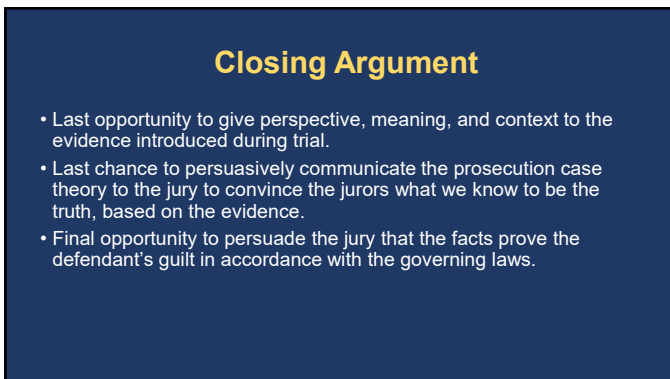 Closing Argument
• Last opportunity to give perspective, meaning, and context to the
evidence introduced during trial.
• Last chance to persuasively communicate the prosecution case
theory to the jury to convince the jurors what we know to be the
truth, based on the evidence.
• Final opportunity to persuade the jury that the facts prove the
defendant’s guilt in accordance with the governing laws.